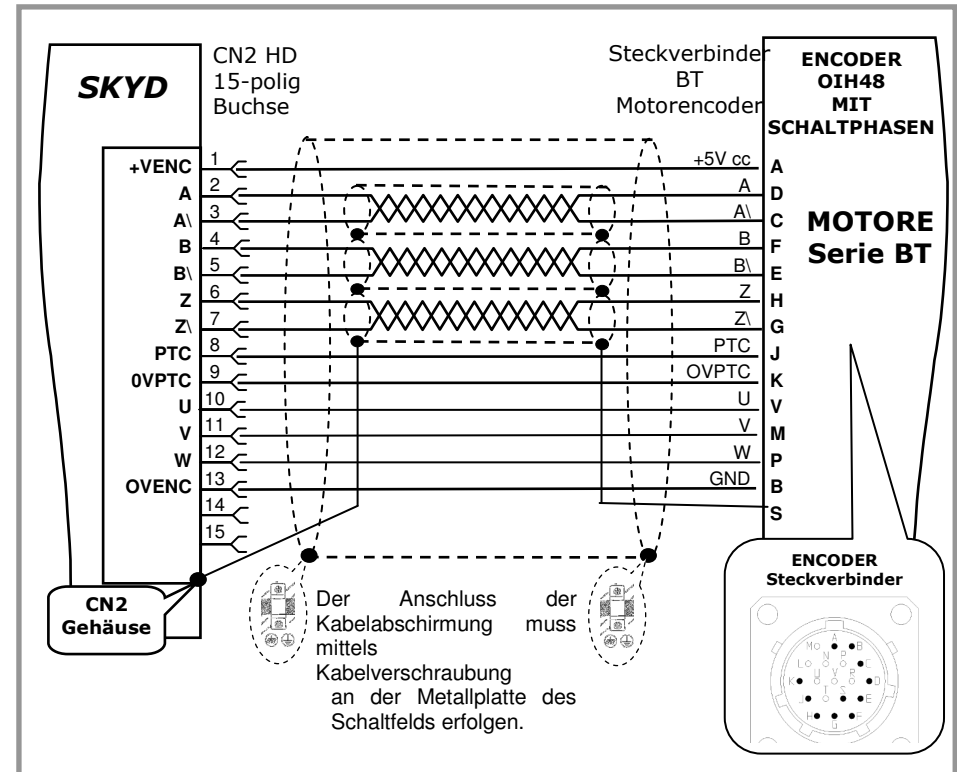 SKYD
CN2 HD
15-polig
Buchse
Steckverbinder
BT
Motorencoder
ENCODER
OIH48
MIT
SCHALTPHASEN
MOTORE
Serie BT
+VENC 1 +5V cc A
A 2 A D
A\ 3 A\ C
B 4 B F
B\ 5 B\ E
Z 6 Z H
Z\ 7 Z\ G
PTC 8 PTC J
0VPTC 9 OVPTC K
U 10 U V
V 11 V M
W 12 W P
OVENC 13 GND B
14 S
15
CN2
Gehäuse
Der Anschluss der
Kabelabschirmung muss
mittels
Kabelverschraubung
an der Metallplatte des
Schaltfelds erfolgen.
ENCODER
Steckverbinder
M A B
N P
L C
U V R
K D
T S
J E
H G F